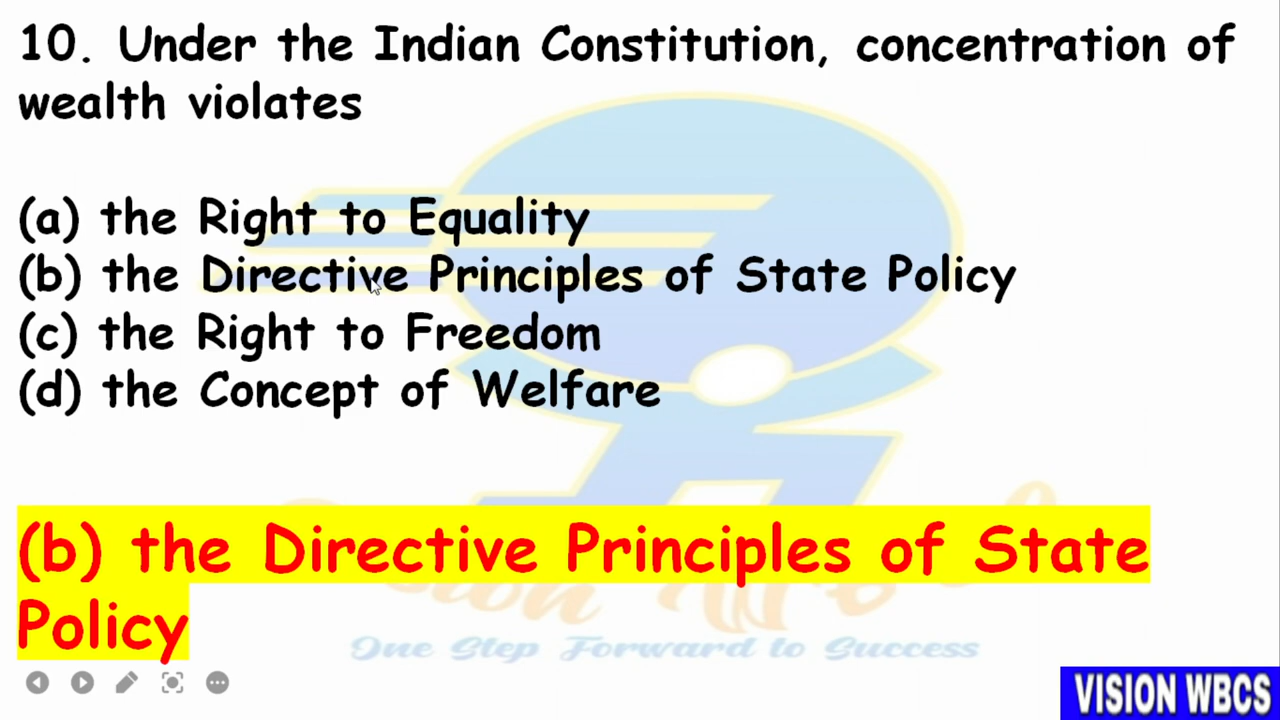 10. Under the Indian Constitution, concentration of
wealth violates
(a) the Right to Equality
(b) the Directive Principles of State Policy
(c) the Right to Freedom
(d) the Concept of Welfare
(b) the Directive Principles of State
Policy
One Step Forward to Success
VISION WBCS